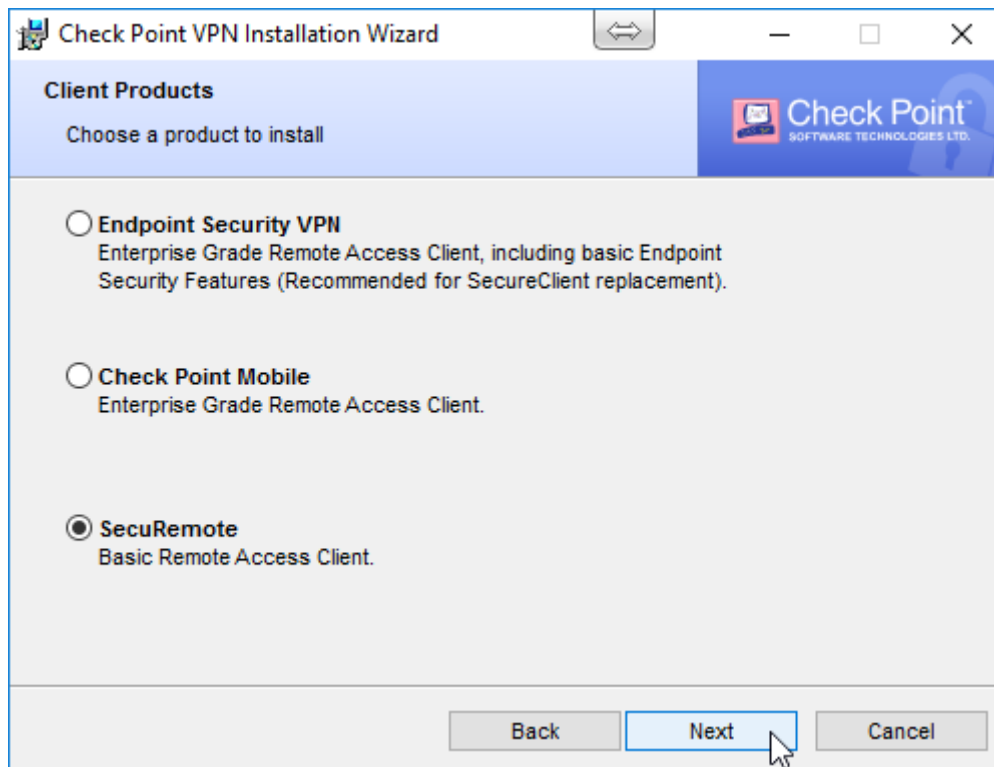 Check Point VPN Installation Wizard
Client Products
Choose a product to install
Check Point™
SOFTWARE TECHNOLOGIES LTD.
Endpoint Security VPN
Enterprise Grade Remote Access Client, including basic Endpoint
Security Features (Recommended for SecureClient replacement).
Check Point Mobile
Enterprise Grade Remote Access Client.
SecuRemote
Basic Remote Access Client.
Back
Next
Cancel